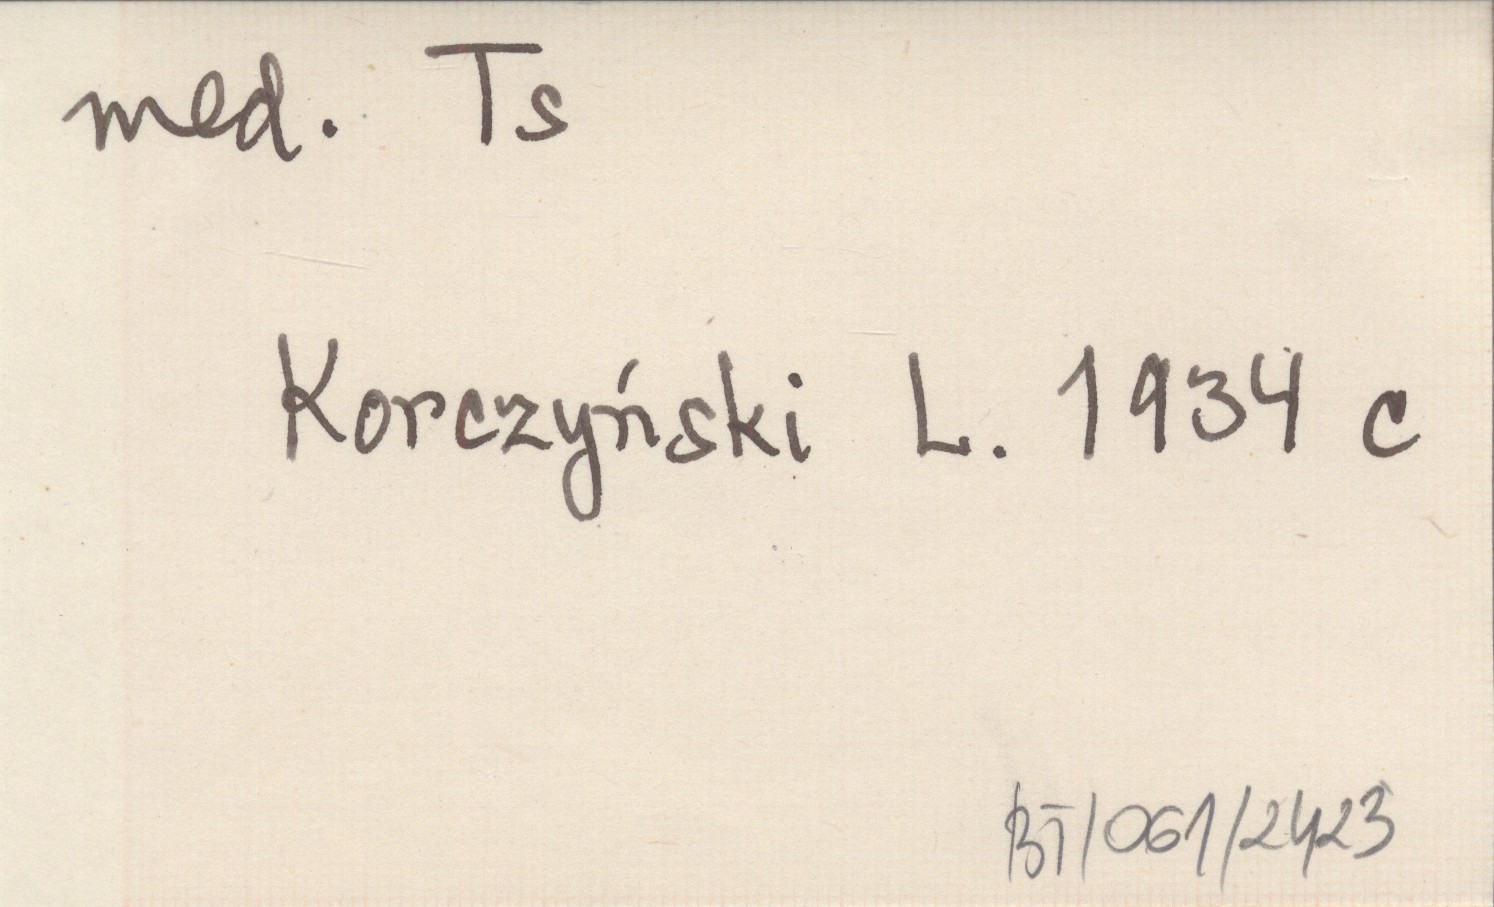 med. Ts
Korczyński L. 1934 c
BT/061/2423